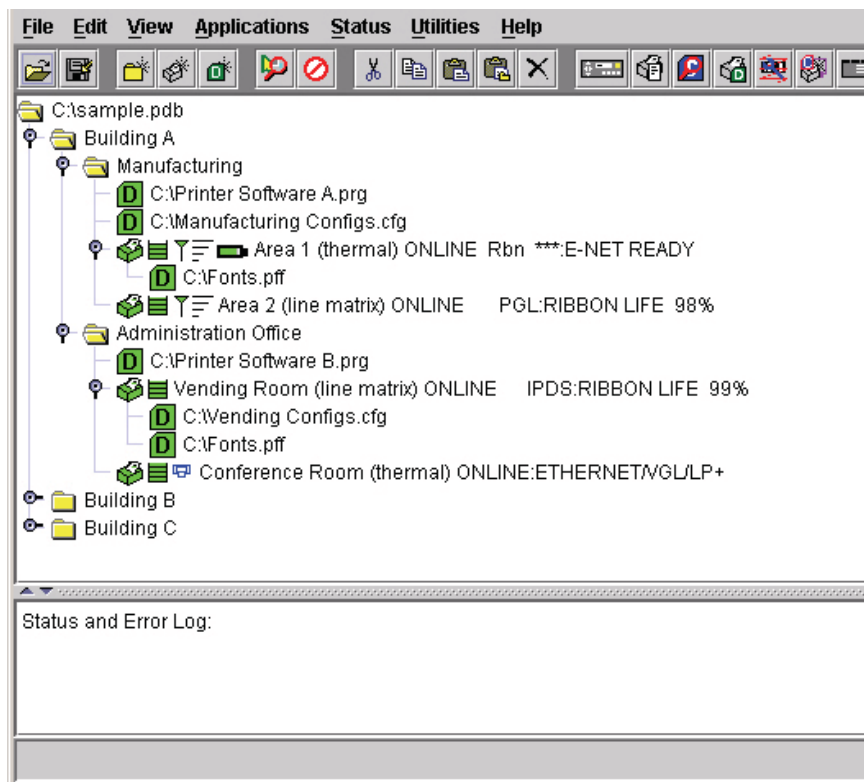 File Edit View Applications Status Utilities Help
C:\sample.pdb
Building A
Manufacturing
D C:\Printer Software A.prg
D C:\Manufacturing Configs.cfg
Area 1 (thermal) ONLINE Rbn ***:E-NET READY
D C:\Fonts.pff
Area 2 (line matrix) ONLINE PGL:RIBBON LIFE 98%
Administration Office
D C:\Printer Software B.prg
Vending Room (line matrix) ONLINE IPDS:RIBBON LIFE 99%
D C:\Vending Configs.cfg
D C:\Fonts.pff
Conference Room (thermal) ONLINE:ETHERNET/VGL/LP+
Building B
Building C
Status and Error Log: